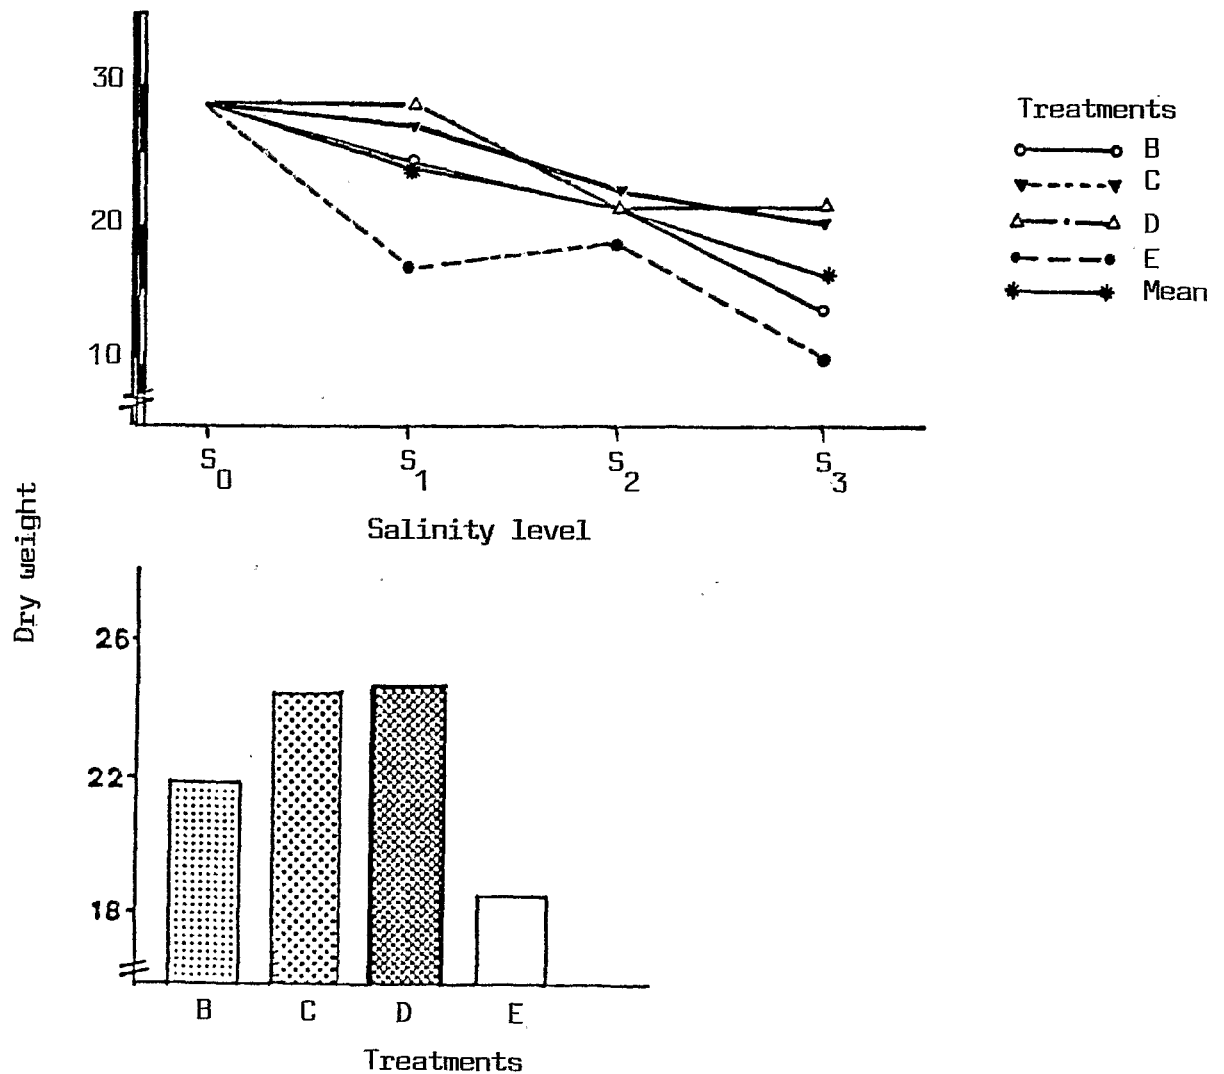 30
20
10
S0 S1 S2 S3
Salinity level
Treatments
B
C
D
E
Mean
Dry weight
26
22
18
B C D E
Treatments